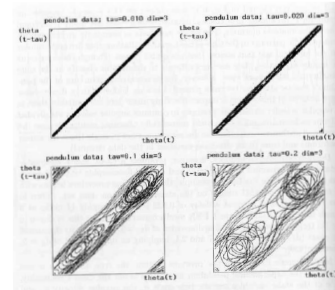 pendulum data; tau=0.010 dim=3
theta
(t-tau)
theta(t)
pendulum data; tau=0.020 dim=3
theta
(t-tau)
theta(t)
pendulum data; tau=0.1 dim=3
theta
(t-tau)
theta(t)
pendulum data; tau=0.2 dim=3
theta
(t-tau)
theta(t)